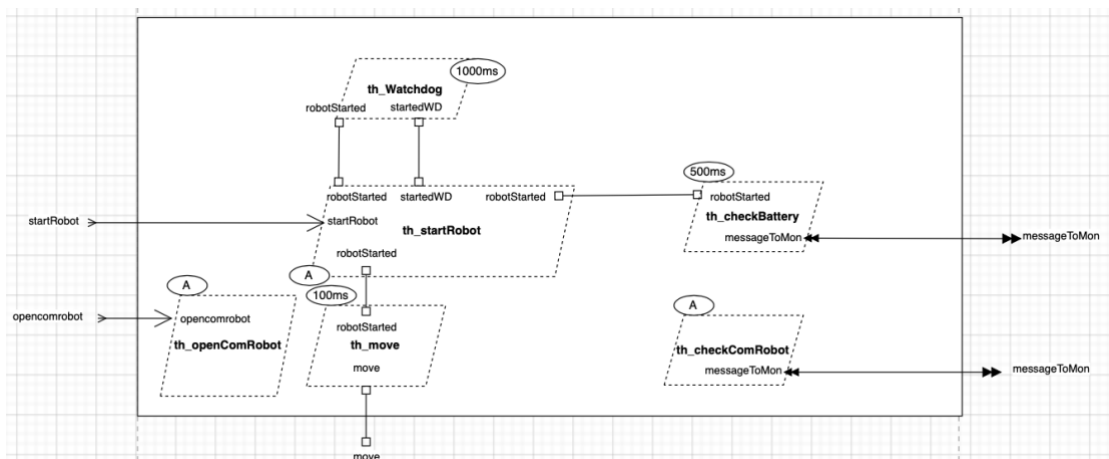 1000ms
th_Watchdog
robotStarted
startedWD
500ms
robotStarted
startedWD
robotStarted
robotStarted
th_checkBattery
startRobot
startRobot
th_startRobot
messageToMon
messageToMon
robotStarted
A
A
100ms
A
opencomrobot
opencomrobot
robotStarted
th_openComRobot
th_move
th_checkComRobot
move
messageToMon
messageToMon
move